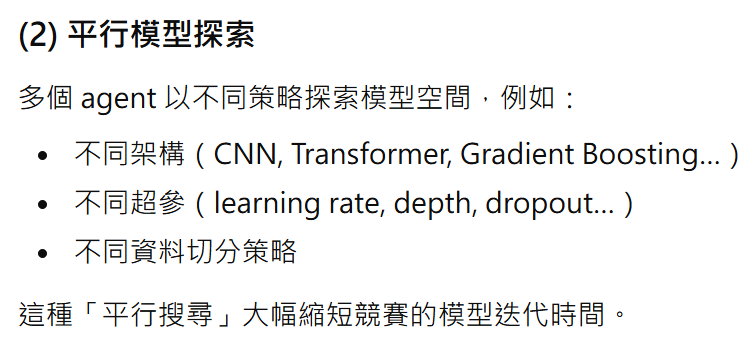 (2) 平行模型探索
多個 agent 以不同策略探索模型空間，例如：
• 不同架構（CNN, Transformer, Gradient Boosting…）
• 不同超參（learning rate, depth, dropout…）
• 不同資料切分策略
這種「平行搜尋」大幅縮短競賽的模型迭代時間。